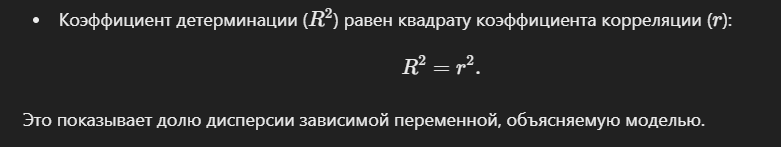 • Коэффициент детерминации (R²) равен квадрату коэффициента корреляции (r):
R² = r².
Это показывает долю дисперсии зависимой переменной, объясняемую моделью.